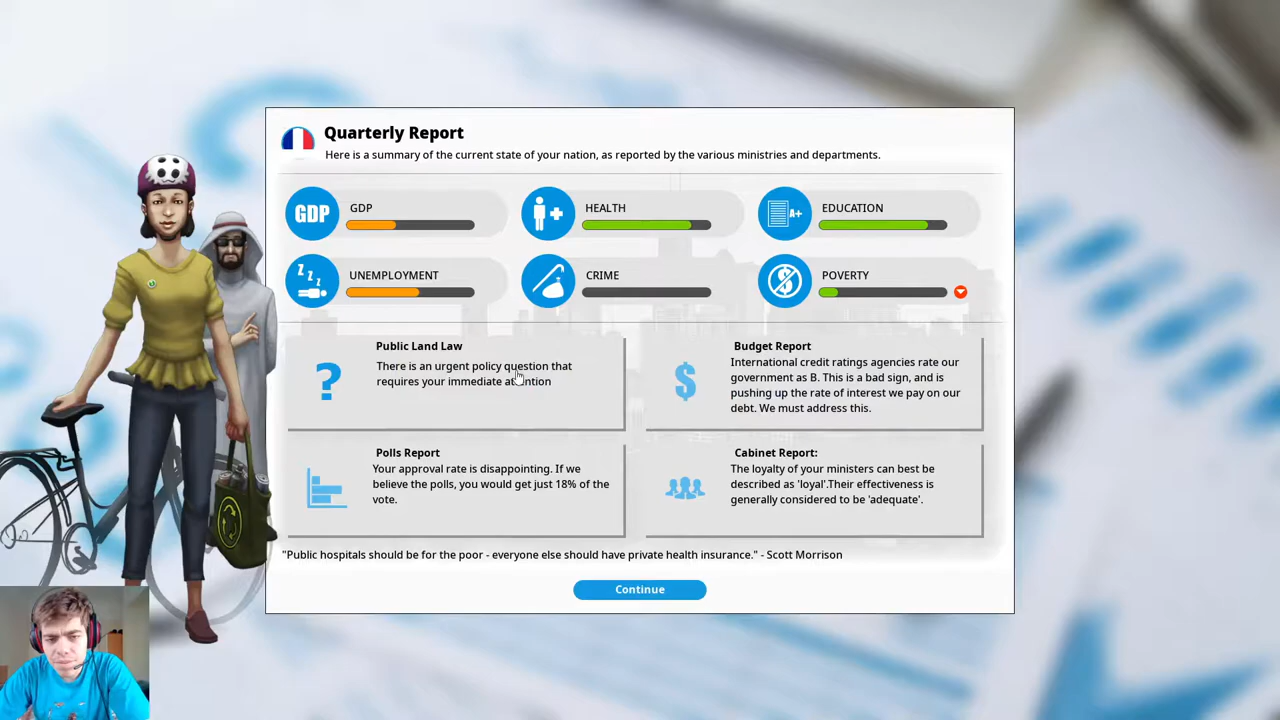 Quarterly Report
Here is a summary of the current state of your nation, as reported by the various ministries and departments.
GDP
GDP
HEALTH
A+
EDUCATION
Z Z Z
UNEMPLOYMENT
CRIME
$
POVERTY
Public Land Law
?
There is an urgent policy question that
requires your immediate attention
Budget Report
$
International credit ratings agencies rate our
government as B. This is a bad sign, and is
pushing up the rate of interest we pay on our
debt. We must address this.
Polls Report
Your approval rate is disappointing. If we
believe the polls, you would get just 18% of the
vote.
Cabinet Report:
The loyalty of your ministers can best be
described as 'loyal'.Their effectiveness is
generally considered to be 'adequate'.
"Public hospitals should be for the poor - everyone else should have private health insurance." - Scott Morrison
Continue